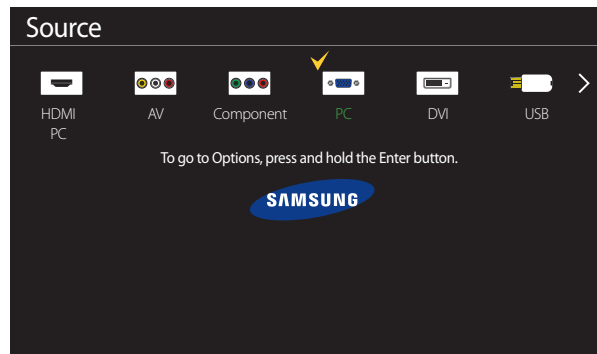 Source
HDMI AV Component PC DVI USB
PC
To go to Options, press and hold the Enter button.
SAMSUNG